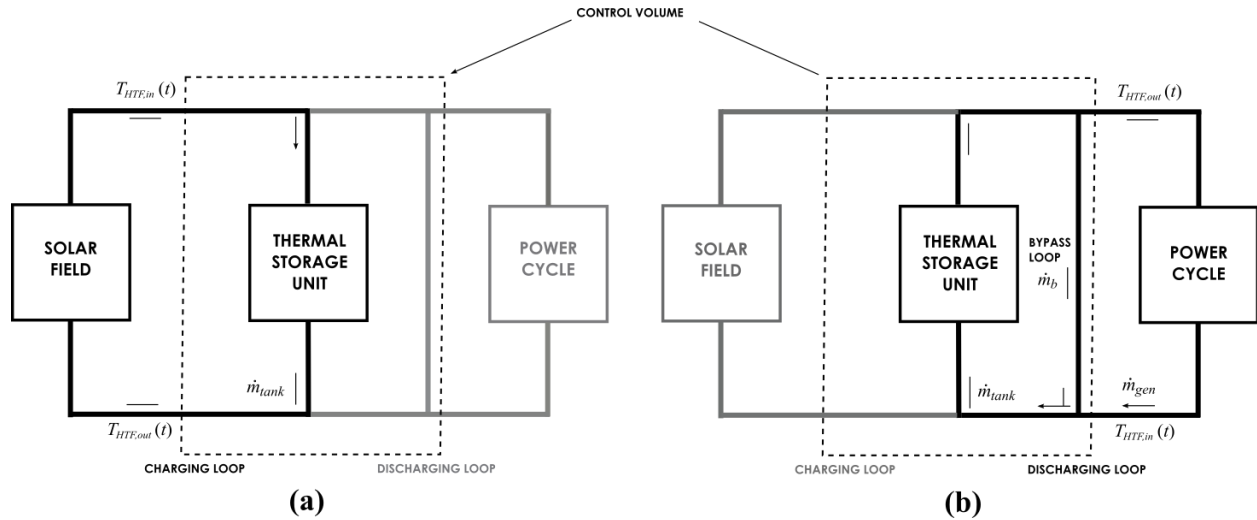 CONTROL VOLUME
T_HTF,in (t)
SOLAR
FIELD
THERMAL
STORAGE
UNIT
POWER
CYCLE
ṁ_tank
T_HTF,out (t)
CHARGING LOOP
DISCHARGING LOOP
(a)
T_HTF,out (t)
SOLAR
FIELD
THERMAL
STORAGE
UNIT
BYPASS
LOOP
ṁ_b
POWER
CYCLE
ṁ_tank
ṁ_gen
T_HTF,in (t)
CHARGING LOOP
DISCHARGING LOOP
(b)